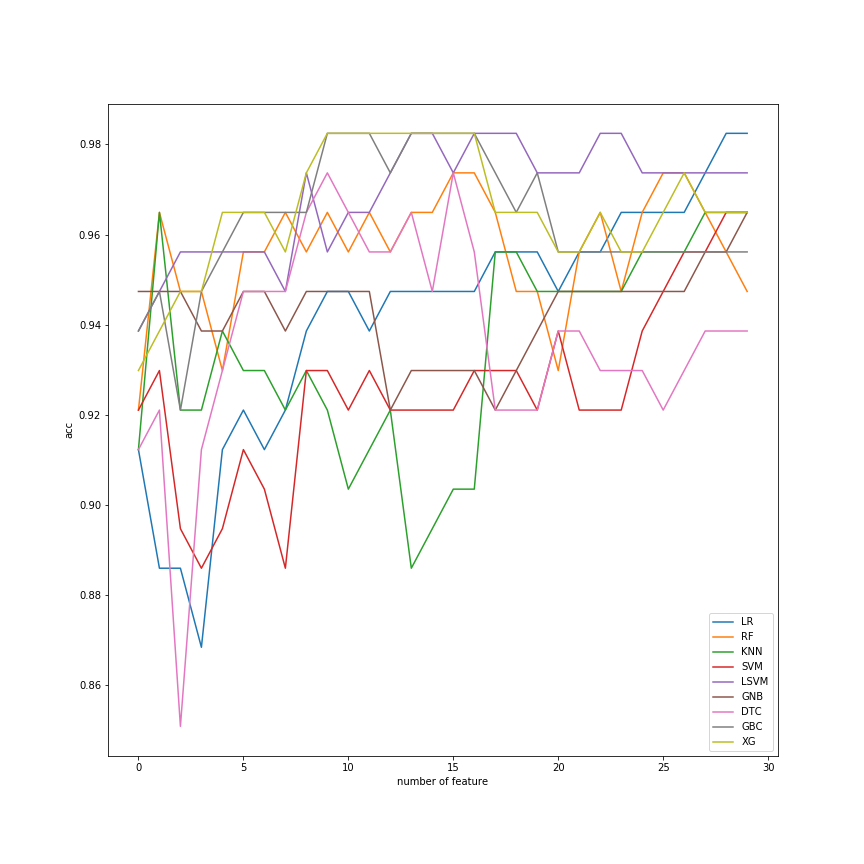 0.98
0.96
0.94
0.92
0.90
0.88
0.86
acc
0 5 10 15 20 25 30
number of feature
LR
RF
KNN
SVM
LSVM
GNB
DTC
GBC
XG